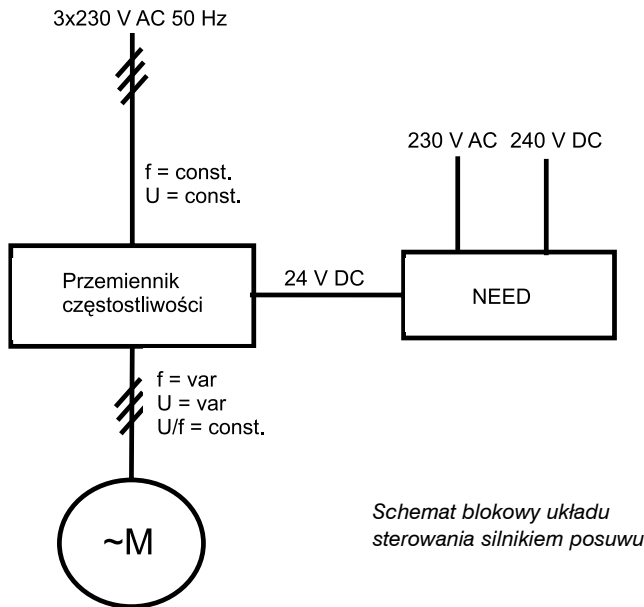 3x230 V AC 50 Hz
230 V AC 240 V DC
f = const.
U = const.
Przemiennik
częstostliwości
24 V DC
NEED
f = var
U = var
U/f = const.
~M
Schemat blokowy układu
sterowania silnikiem posuwu